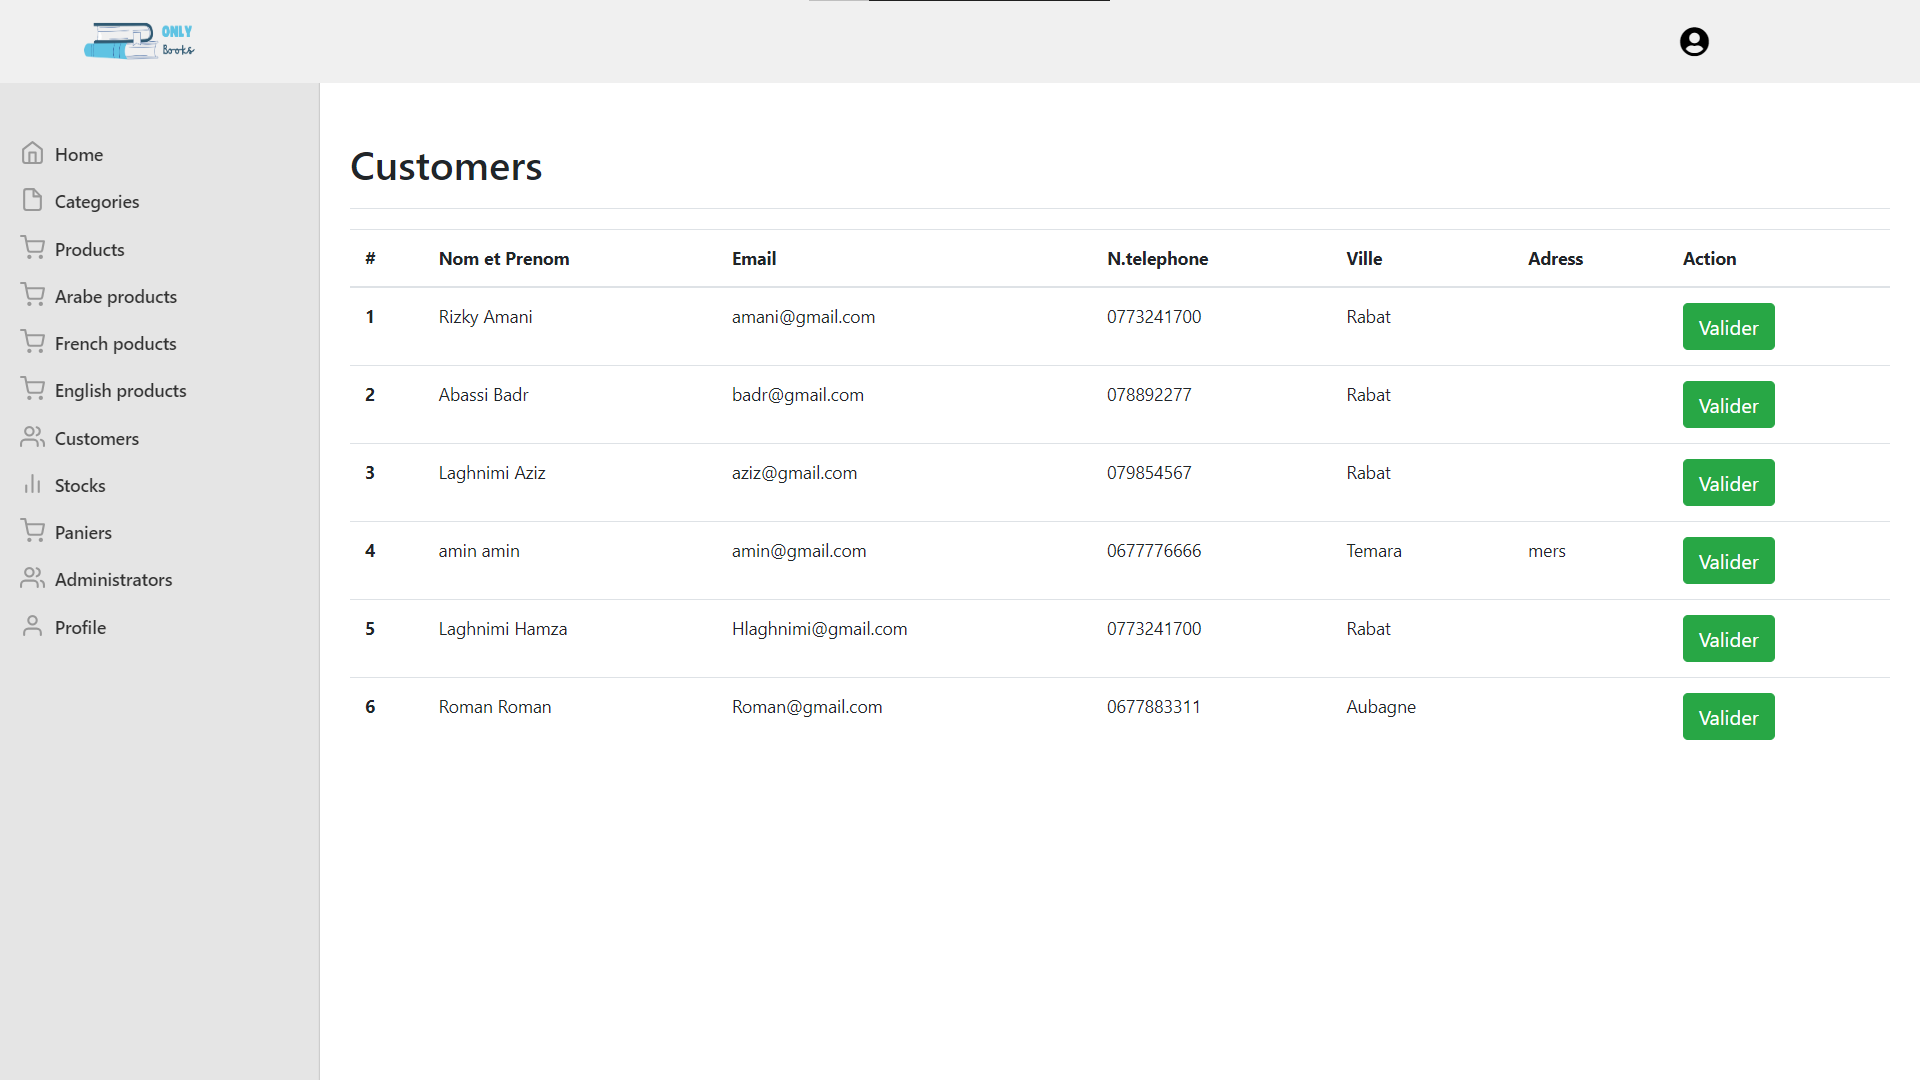 ONLY
Books
Home
Categories
Products
Arabe products
French poducts
English products
Customers
Stocks
Paniers
Administrators
Profile
Customers
# Nom et Prenom Email N.telephone Ville Adress Action
1 Rizky Amani amani@gmail.com 0773241700 Rabat Valider
2 Abassi Badr badr@gmail.com 078892277 Rabat Valider
3 Laghnimi Aziz aziz@gmail.com 079854567 Rabat Valider
4 amin amin amin@gmail.com 0677776666 Temara mers Valider
5 Laghnimi Hamza Hlaghnimi@gmail.com 0773241700 Rabat Valider
6 Roman Roman Roman@gmail.com 0677883311 Aubagne Valider